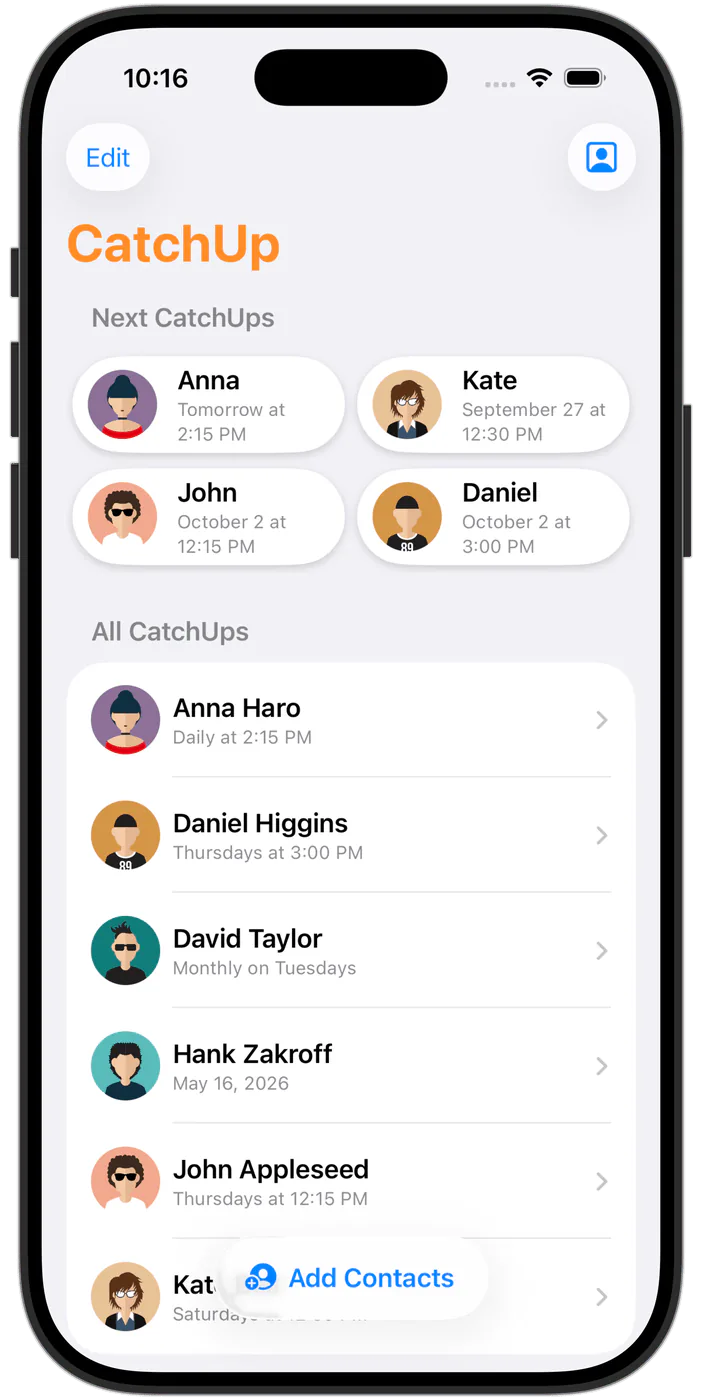 10:16
Edit
CatchUp
Next CatchUps
Anna
Tomorrow at
2:15 PM
Kate
September 27 at
12:30 PM
John
October 2 at
12:15 PM
Daniel
October 2 at
3:00 PM
89
All CatchUps
Anna Haro
Daily at 2:15 PM
Daniel Higgins
Thursdays at 3:00 PM
89
David Taylor
Monthly on Tuesdays
Hank Zakroff
May 16, 2026
John Appleseed
Thursdays at 12:15 PM
Add Contacts
Saturdays